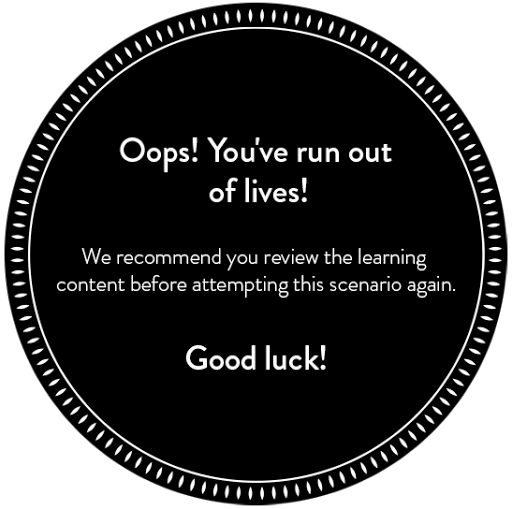 Oops! You've run out
of lives!
We recommend you review the learning
content before attempting this scenario again.
Good luck!